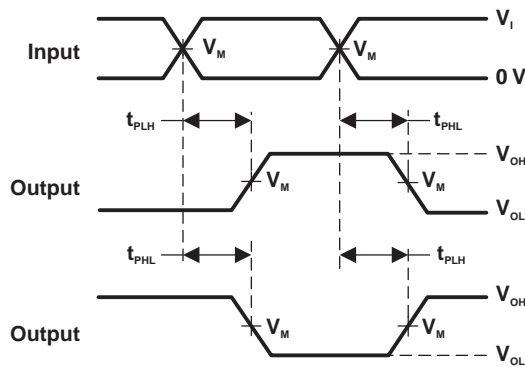 V_I
Input V_M V_M
0 V
t_PLH t_PHL
V_OH
Output V_M V_M
V_OL
t_PHL t_PLH
V_OH
Output V_M V_M
V_OL